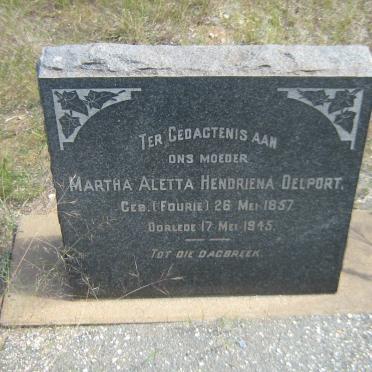 TER GEDAGTENIS AAN
ONS MOEDER
MARTHA ALETTA HENDRIENA DELPORT.
GEB. (FOURIE) 26 MEI 1857.
OORLEDE 17 MEI 1945.
TOT DIE DAGBREEK.